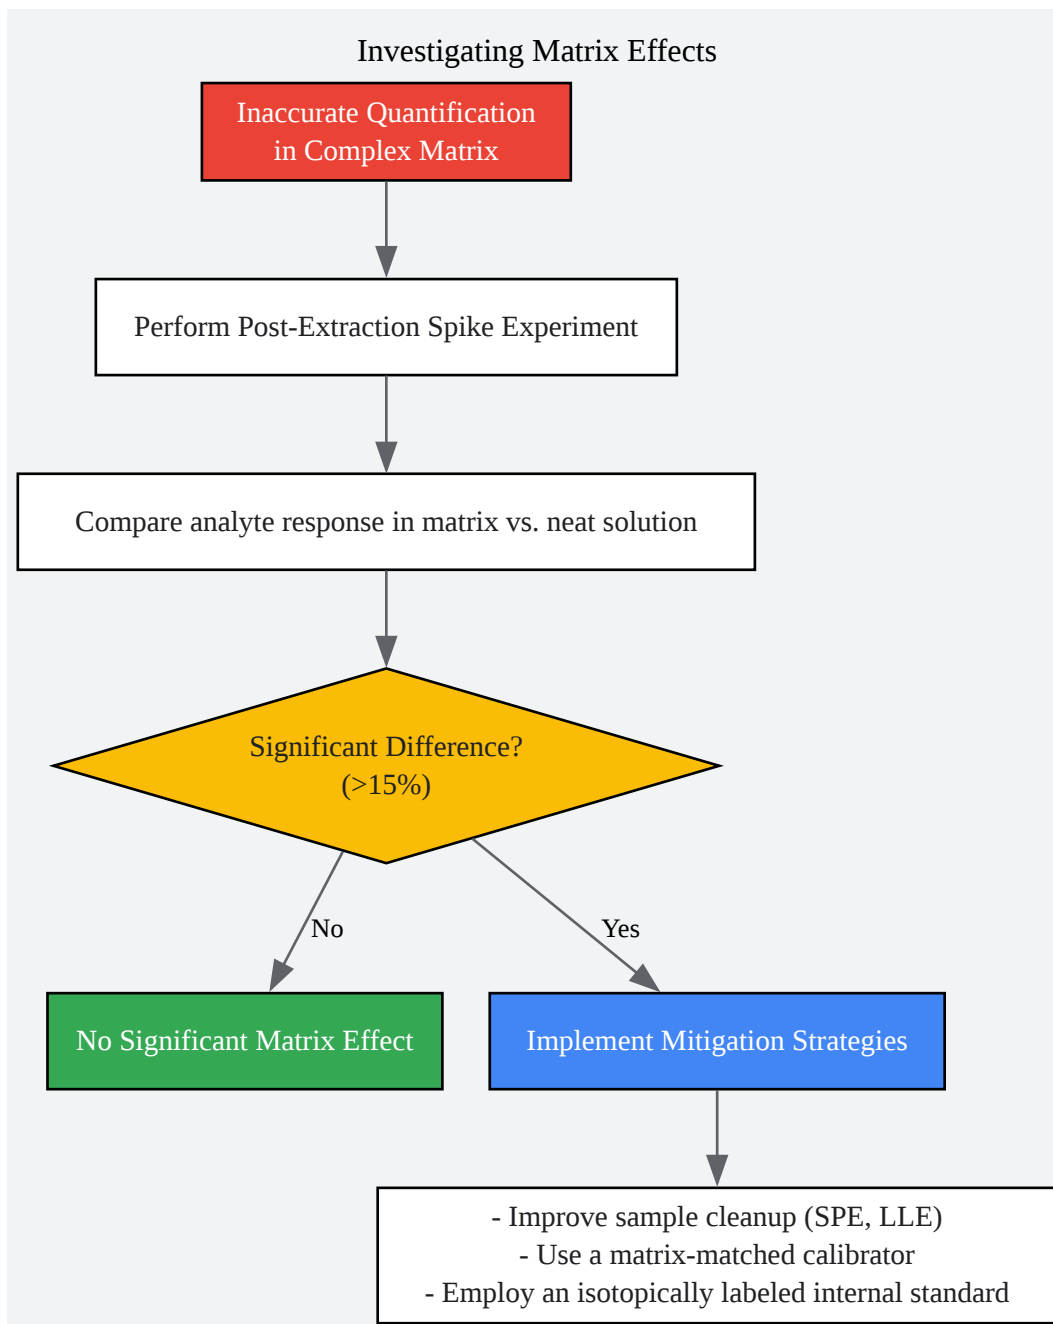 Investigating Matrix Effects
Inaccurate Quantification
in Complex Matrix
Perform Post-Extraction Spike Experiment
Compare analyte response in matrix vs. neat solution
Significant Difference?
(>15%)
No
Yes
No Significant Matrix Effect
Implement Mitigation Strategies
- Improve sample cleanup (SPE, LLE)
- Use a matrix-matched calibrator
- Employ an isotopically labeled internal standard